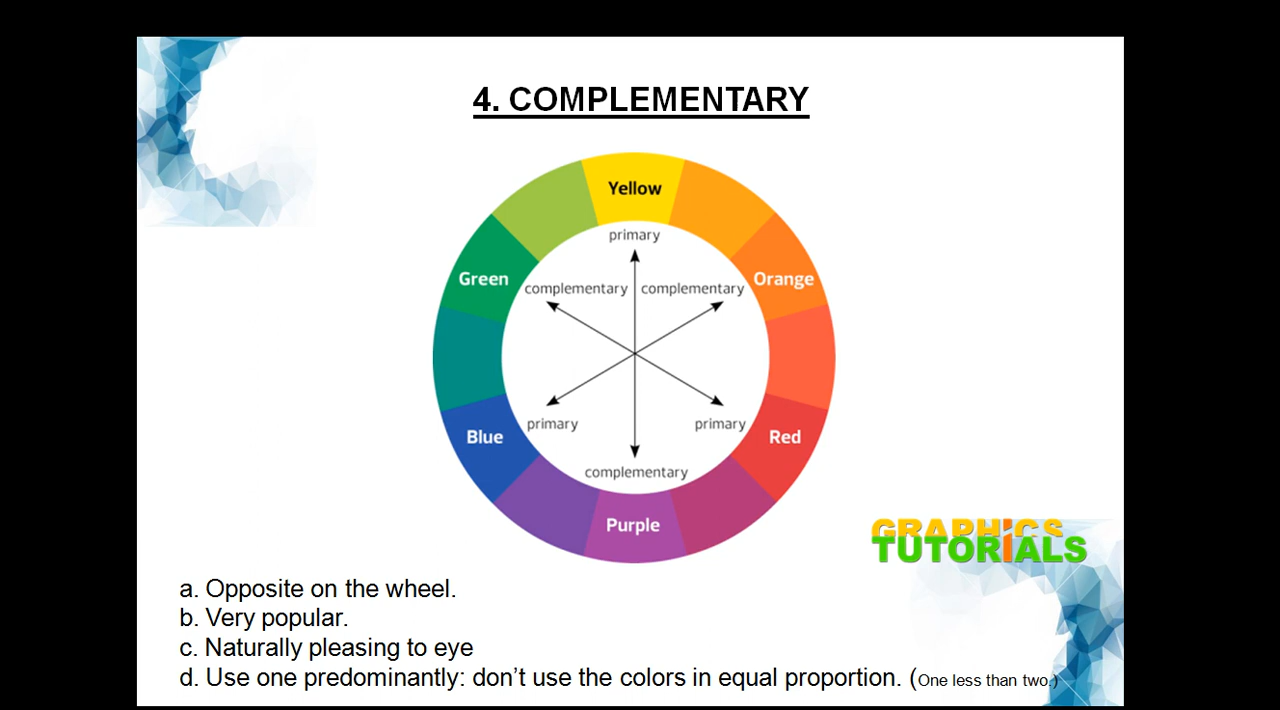 4. COMPLEMENTARY
Yellow
primary
Green
Orange
complementary
complementary
primary
primary
Blue
Red
complementary
Purple
GRAPHICS
TUTORIALS
a. Opposite on the wheel.
b. Very popular.
c. Naturally pleasing to eye
d. Use one predominantly: don’t use the colors in equal proportion. (One less than two.)